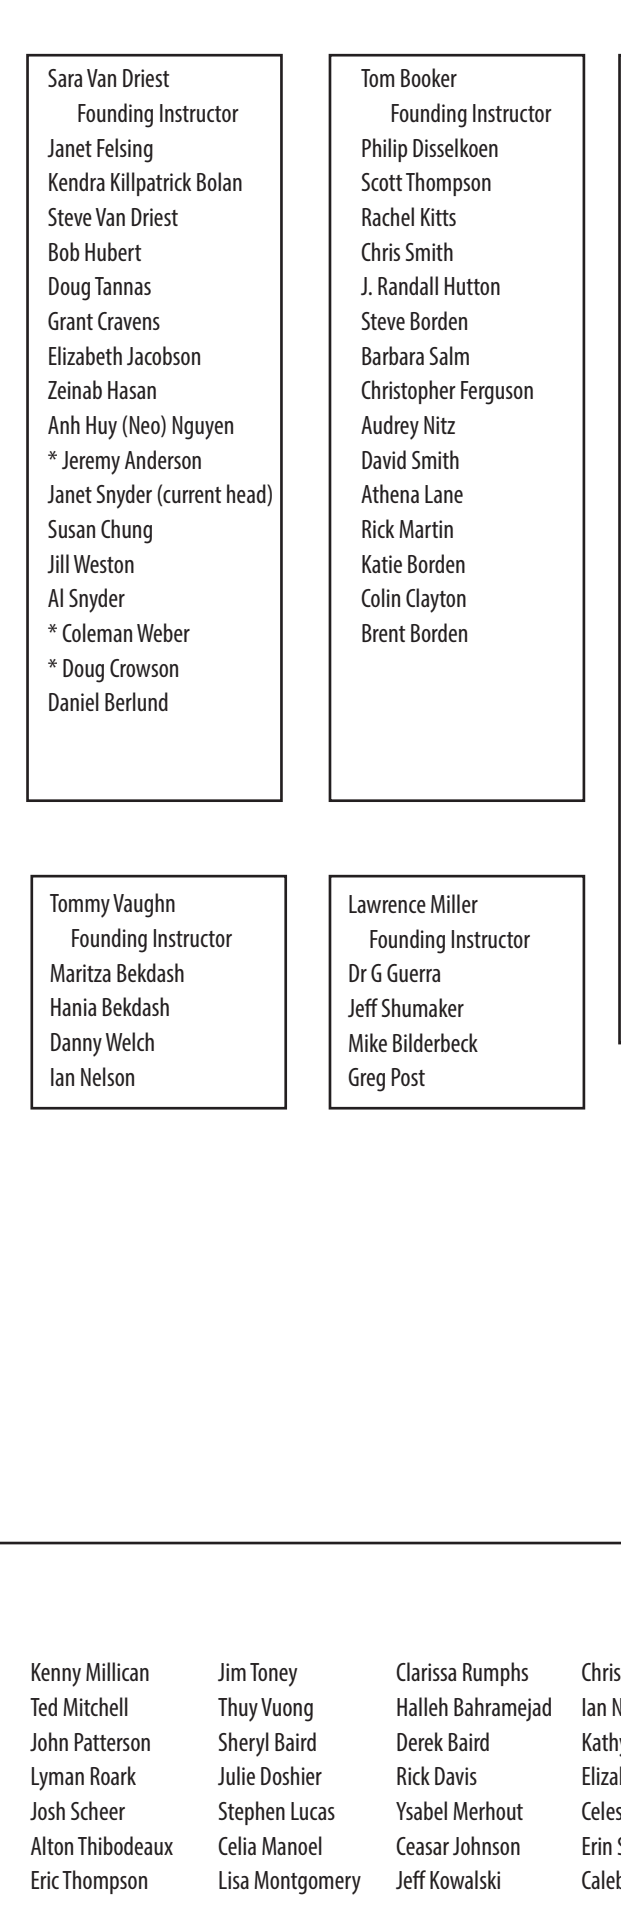 Sara Van Driest
Founding Instructor
Janet Felsing
Kendra Killpatrick Bolan
Steve Van Driest
Bob Hubert
Doug Tannas
Grant Cravens
Elizabeth Jacobson
Zeinab Hasan
Anh Huy (Neo) Nguyen
* Jeremy Anderson
Janet Snyder (current head)
Susan Chung
Jill Weston
Al Snyder
* Coleman Weber
* Doug Crowson
Daniel Berlund
Tom Booker
Founding Instructor
Philip Disselkoen
Scott Thompson
Rachel Kitts
Chris Smith
J. Randall Hutton
Steve Borden
Barbara Salm
Christopher Ferguson
Audrey Nitz
David Smith
Athena Lane
Rick Martin
Katie Borden
Colin Clayton
Brent Borden
Tommy Vaughn
Founding Instructor
Maritza Bekdash
Hania Bekdash
Danny Welch
Ian Nelson
Lawrence Miller
Founding Instructor
Dr G Guerra
Jeff Shumaker
Mike Bilderbeck
Greg Post
Kenny Millican
Ted Mitchell
John Patterson
Lyman Roark
Josh Scheer
Alton Thibodeaux
Eric Thompson
Jim Toney
Thuy Vuong
Sheryl Baird
Julie Doshier
Stephen Lucas
Celia Manoel
Lisa Montgomery
Clarissa Rumphs
Halleh Bahramejad
Derek Baird
Rick Davis
Ysabel Merhout
Ceasar Johnson
Jeff Kowalski
Chris
Ian
Erin